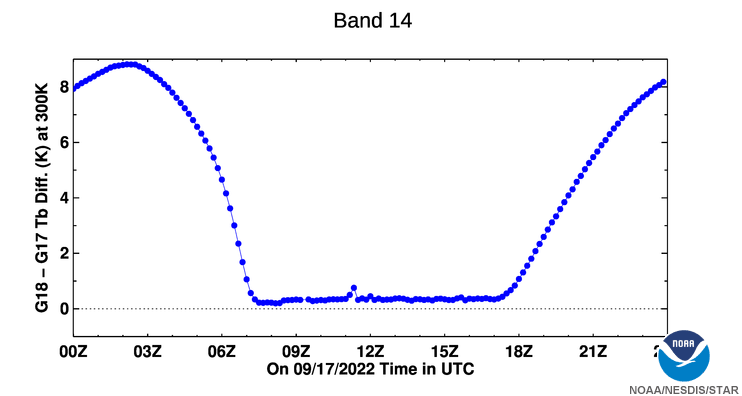 Band 14
G18 – G17 Tb Diff. (K) at 300K
8
6
4
2
0
00Z 03Z 06Z 09Z 12Z 15Z 18Z 21Z
On 09/17/2022 Time in UTC
NOAA
NOAA/NESDIS/STAR